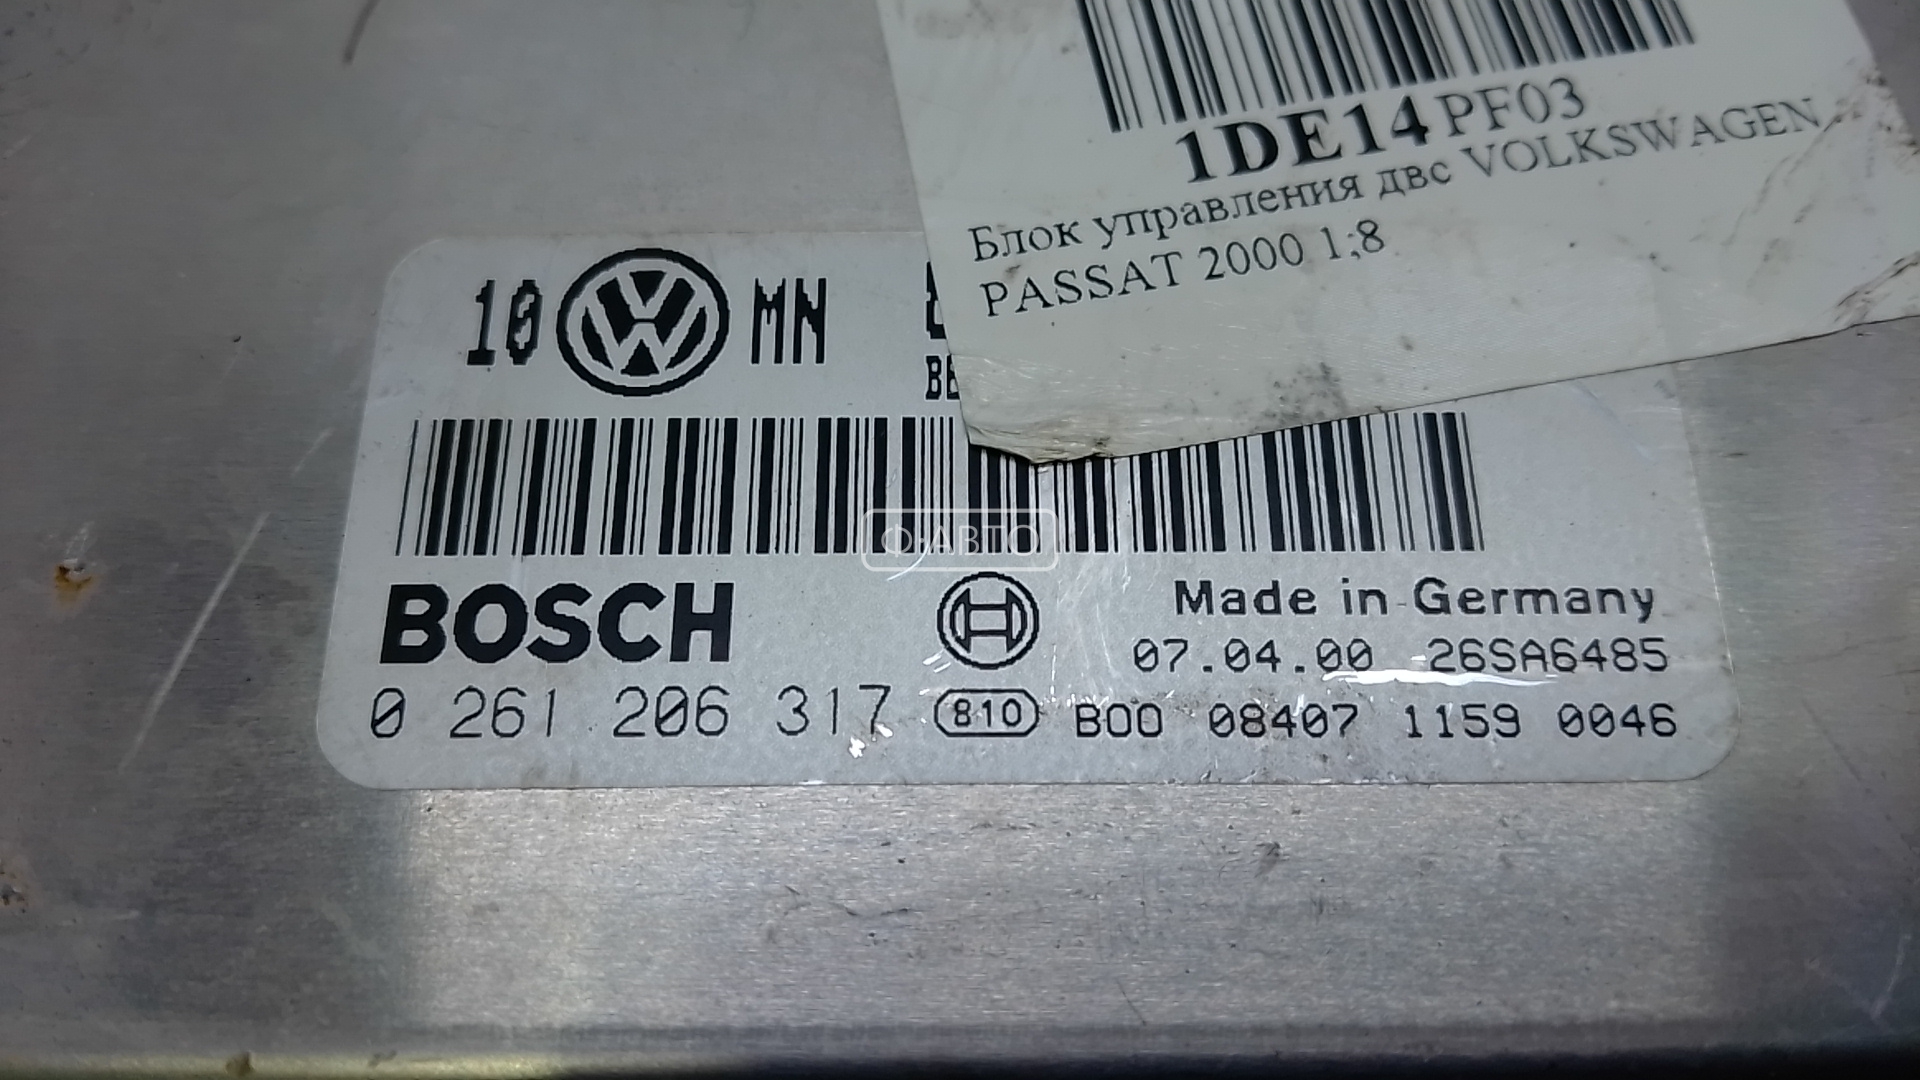 1DE14PF03
Блок управления двс VOLKSWAGEN
PASSAT 2000 1;8
10 MN
Ф-АВТО
BOSCH
Made in Germany
07.04.00 26SA6485
0 261 206 317 810 B00 08407 1159 0046